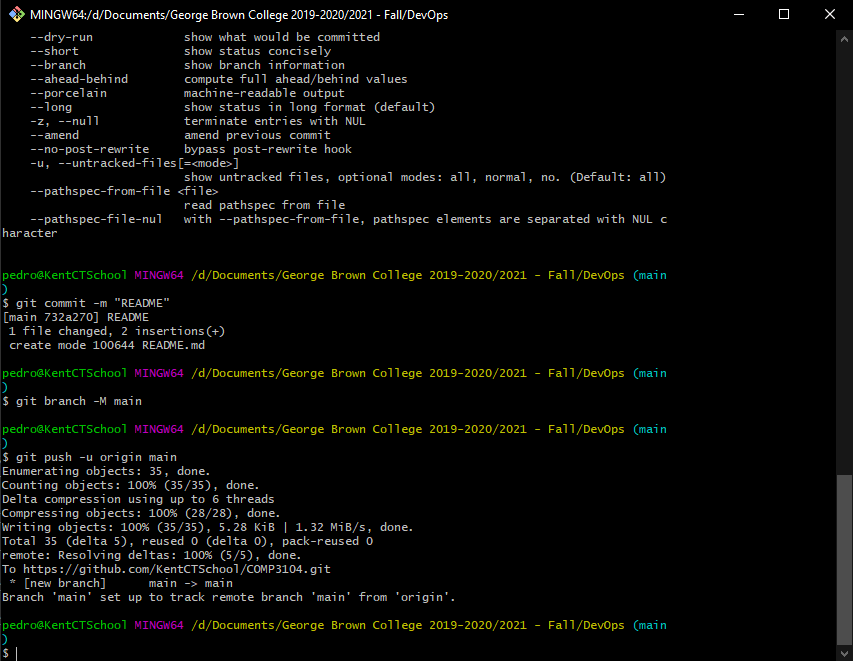 MINGW64:/d/Documents/George Brown College 2019-2020/2021 - Fall/DevOps
--dry-run             show what would be committed
--short               show status concisely
--branch              show branch information
--ahead-behind        compute full ahead/behind values
--porcelain           machine-readable output
--long                show status in long format (default)
-z, --null            terminate entries with NUL
--amend               amend previous commit
--no-post-rewrite     bypass post-rewrite hook
-u, --untracked-files[=<mode>]
                      show untracked files, optional modes: all, normal, no. (Default: all)
--pathspec-from-file <file>
                      read pathspec from file
--pathspec-file-nul   with --pathspec-from-file, pathspec elements are separated with NUL c
haracter
pedro@KentCTSchool MINGW64 /d/Documents/George Brown College 2019-2020/2021 - Fall/DevOps (main
)
$ git commit -m "README"
[main 732a270] README
 1 file changed, 2 insertions(+)
 create mode 100644 README.md
pedro@KentCTSchool MINGW64 /d/Documents/George Brown College 2019-2020/2021 - Fall/DevOps (main
)
$ git branch -M main
pedro@KentCTSchool MINGW64 /d/Documents/George Brown College 2019-2020/2021 - Fall/DevOps (main
)
$ git push -u origin main
Enumerating objects: 35, done.
Counting objects: 100% (35/35), done.
Delta compression using up to 6 threads
Compressing objects: 100% (28/28), done.
Writing objects: 100% (35/35), 5.28 KiB | 1.32 MiB/s, done.
Total 35 (delta 5), reused 0 (delta 0), pack-reused 0
remote: Resolving deltas: 100% (5/5), done.
To https://github.com/KentCTSchool/COMP3104.git
 * [new branch]      main -> main
Branch 'main' set up to track remote branch 'main' from 'origin'.
pedro@KentCTSchool MINGW64 /d/Documents/George Brown College 2019-2020/2021 - Fall/DevOps (main
)
$